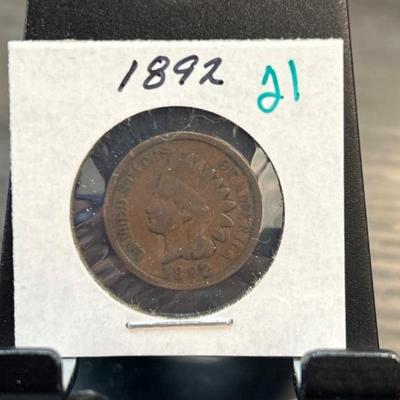 1892 21
UNITED STATES OF AMERICA
1892